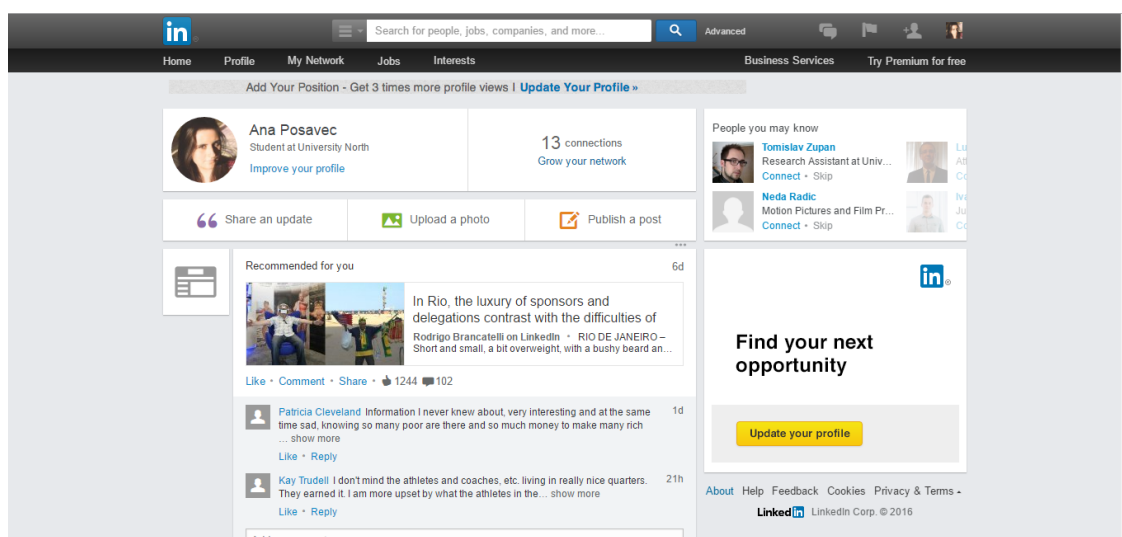 in
Search for people, jobs, companies, and more...
Advanced
Home Profile My Network Jobs Interests Business Services Try Premium for free
Add Your Position - Get 3 times more profile views | Update Your Profile »
Ana Posavec
Student at University North
Improve your profile
13 connections
Grow your network
People you may know
Tomislav Zupan
Research Assistant at Univ...
Connect • Skip
Lu
Att
Co
Neda Radic
Motion Pictures and Film Pr...
Connect • Skip
Iva
Ju
Co
Share an update
Upload a photo
Publish a post
Recommended for you 6d
In Rio, the luxury of sponsors and
delegations contrast with the difficulties of
Rodrigo Brancatelli on LinkedIn • RIO DE JANEIRO –
Short and small, a bit overweight, with a bushy beard an...
Like • Comment • Share • 1244 102
Patricia Cleveland Information I never knew about, very interesting and at the same 1d
time sad, knowing so many poor are there and so much money to make many rich
... show more
Like • Reply
Kay Trudell I don't mind the athletes and coaches, etc. living in really nice quarters. 21h
They earned it. I am more upset by what the athletes in the... show more
Like • Reply
in
Find your next
opportunity
Update your profile
About Help Feedback Cookies Privacy & Terms
LinkedIn LinkedIn Corp. © 2016